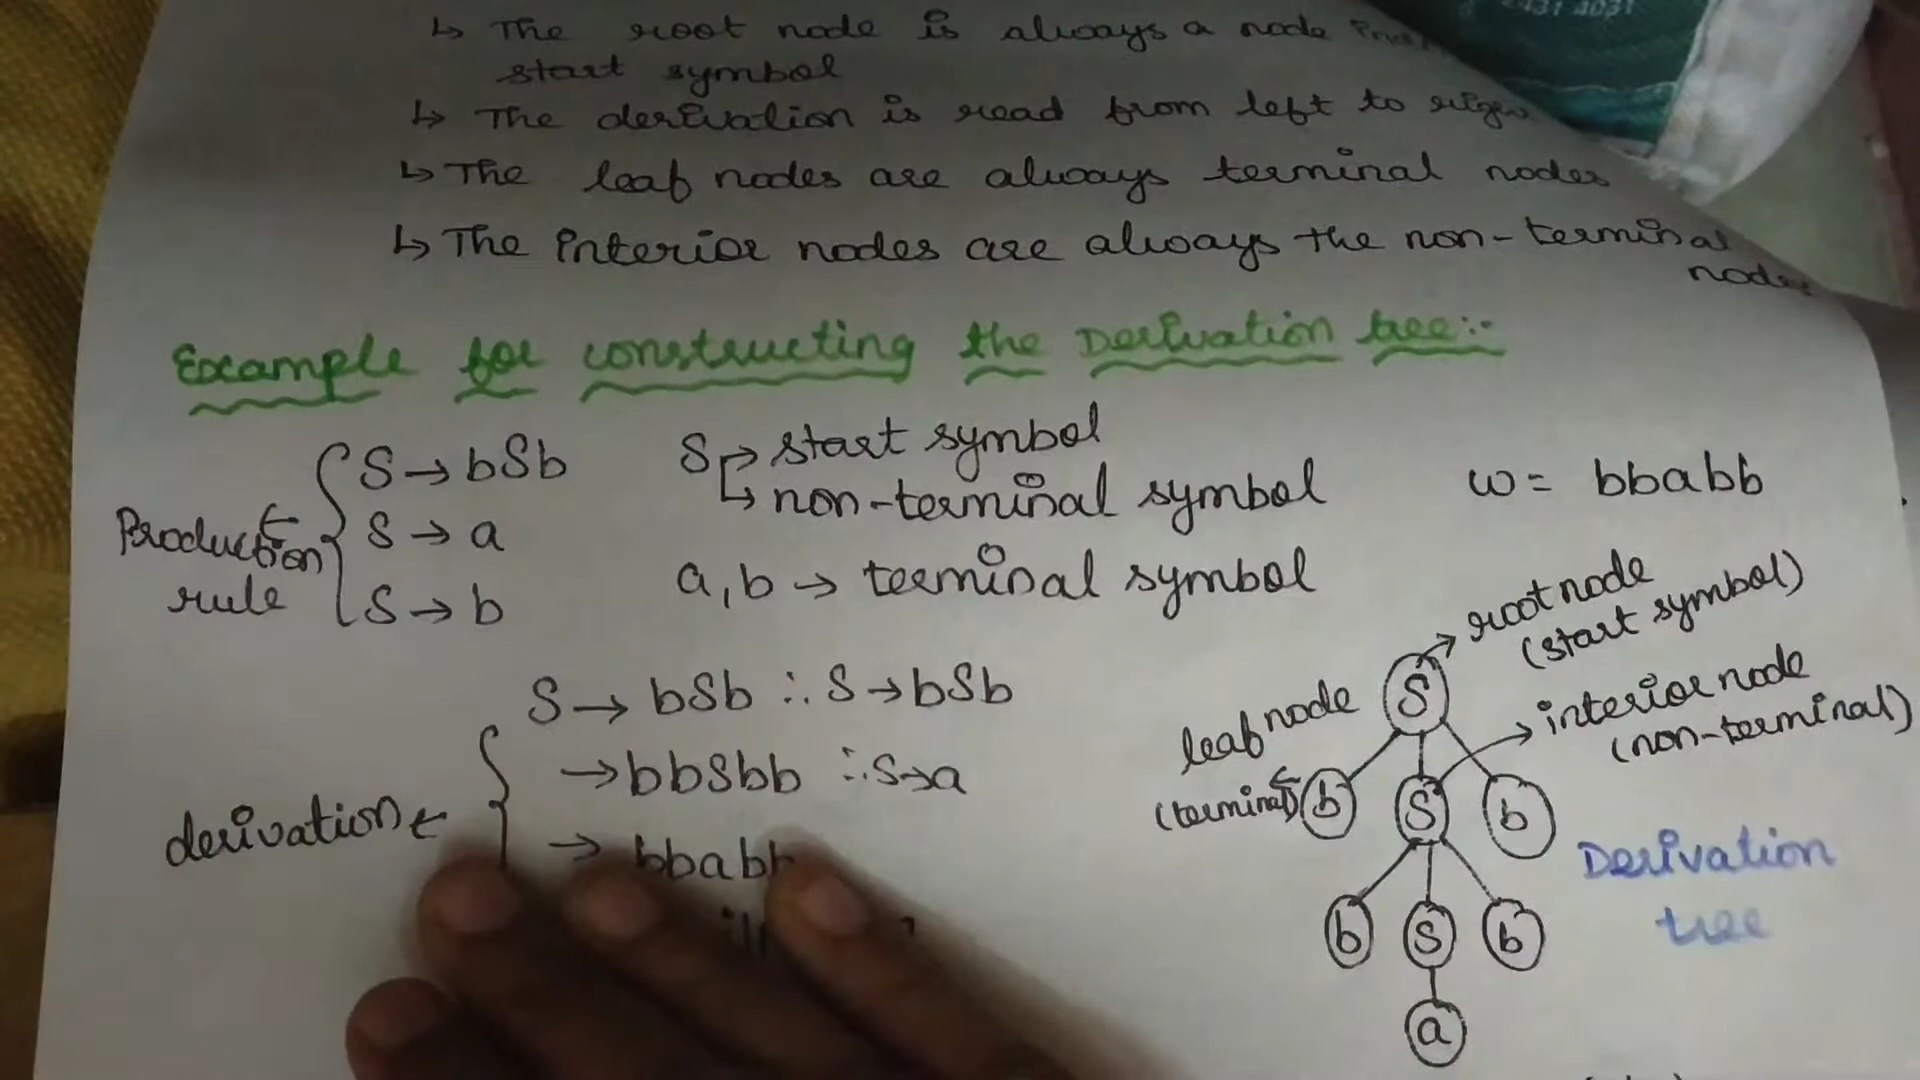 ↳ The root node is always a node
start symbol
↳ The derivation is read from left to
↳ The leaf nodes are always terminal nodes
↳ The interior nodes are always the non-terminal
nodes
Example for constructing the Derivation tree:-
Production rule
S → bSb
S → a
S → b
S → start symbol
↳ non-terminal symbol
a, b → terminal symbol
w = bbabb
derivation
S → bSb ∴ S → bSb
→ bbSbb ∴ S → a
→ bbabb
root node
(start symbol)
interior node
(non-terminal)
leaf node
(terminal)
S
b S b
b S b
a
Derivation
tree